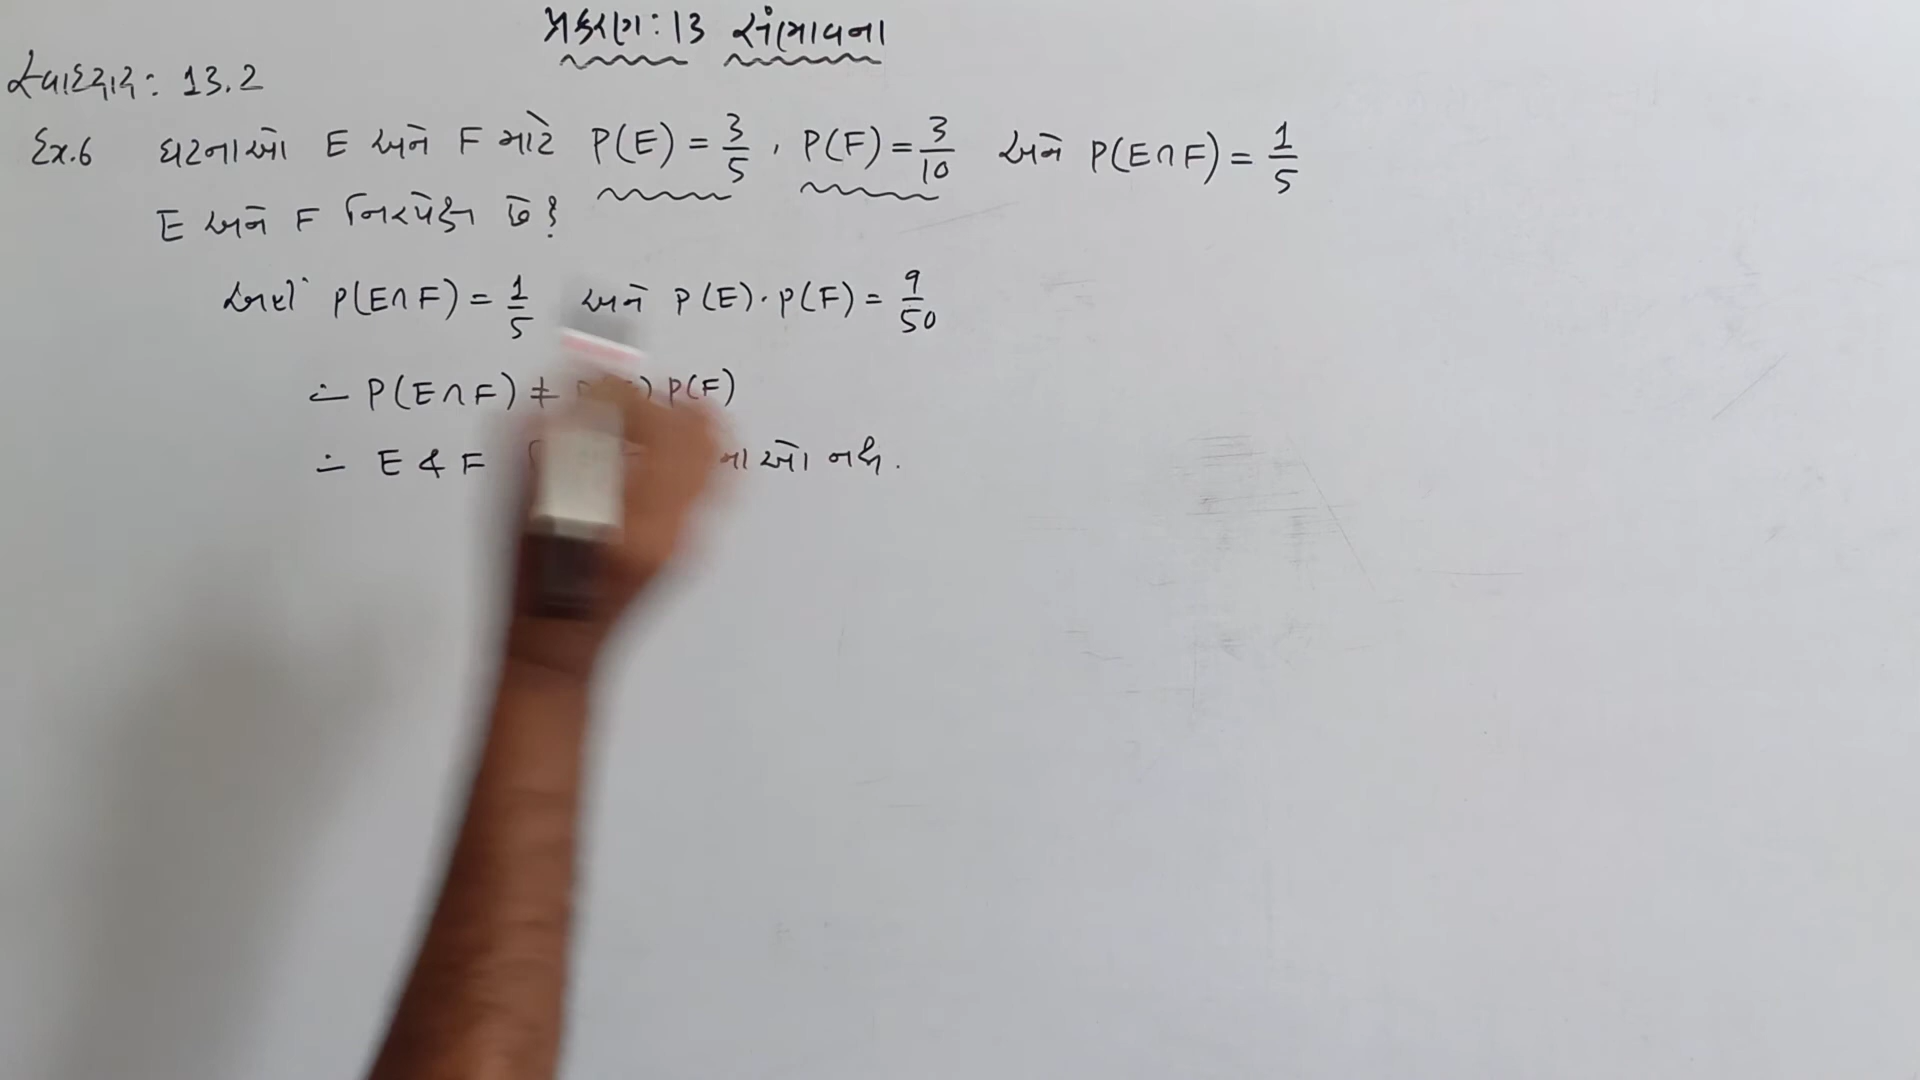 પ્રકરણ: 13 સંભાવના
સ્વાધ્યાય: 13.2
Ex.6 ઘટનાઓ E અને F માટે P(E) = 3/5 , P(F) = 3/10 અને P(E∩F) = 1/5
E અને F નિરપેક્ષ છે?
અહીં P(E∩F) = 1/5 અને P(E)·P(F) = 9/50
∴ P(E∩F) ≠ P(F)
∴ E & F નથી.